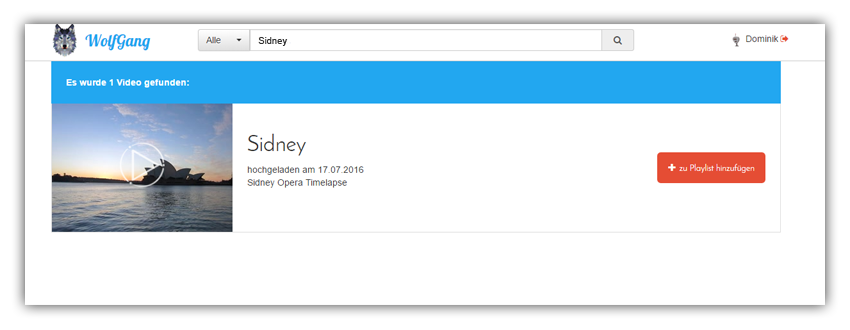 WolfGang
Alle
Sidney
Dominik
Es wurde 1 Video gefunden:
Sidney
hochgeladen am 17.07.2016
Sidney Opera Timelapse
zu Playlist hinzufügen